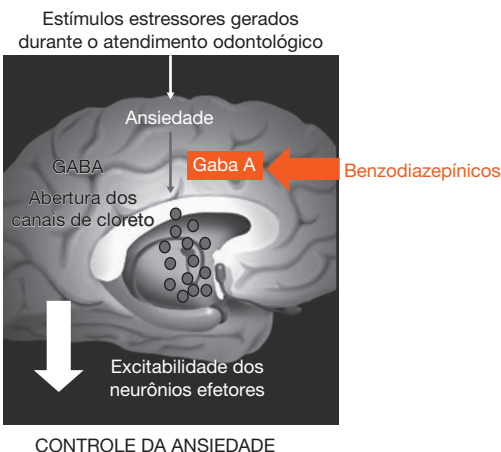 Estímulos estressores gerados
durante o atendimento odontológico
Ansiedade
GABA
Gaba A
Benzodiazepínicos
Abertura dos
canais de cloreto
Excitabilidade dos
neurônios efetores
CONTROLE DA ANSIEDADE